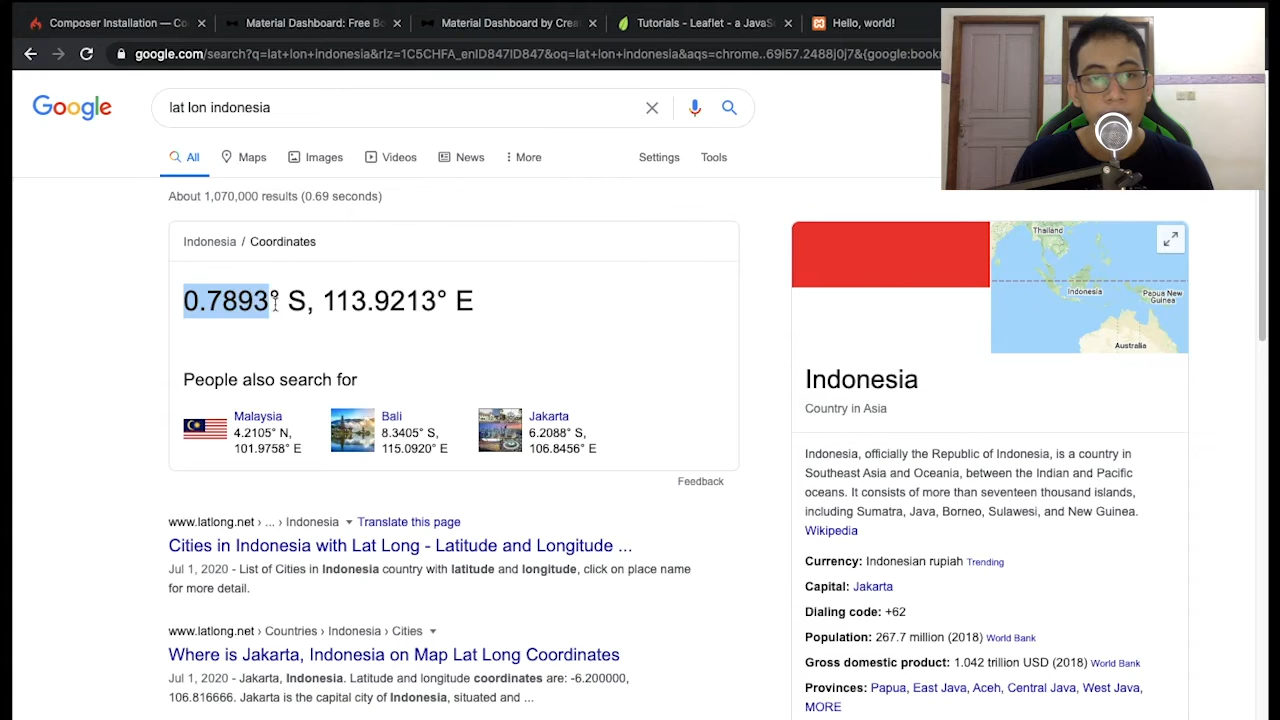 Composer Installation — Co
Material Dashboard: Free Bo
Material Dashboard by Crea
Tutorials - Leaflet - a JavaS
Hello, world!
google.com/search?q=lat+lon+indonesia&rlz=1C5CHFA_enID847ID847&oq=lat+lon+indonesia&aqs=chrome..69i57.2488j0j7&{google:book
Google
lat lon indonesia
All
Maps
Images
Videos
News
More
Settings
Tools
About 1,070,000 results (0.69 seconds)
Indonesia / Coordinates
0.7893° S, 113.9213° E
People also search for
Malaysia
4.2105° N,
101.9758° E
Bali
8.3405° S,
115.0920° E
Jakarta
6.2088° S,
106.8456° E
Feedback
www.latlong.net › ... › Indonesia ▾ Translate this page
Cities in Indonesia with Lat Long - Latitude and Longitude ...
Jul 1, 2020 - List of Cities in Indonesia country with latitude and longitude, click on place name
for more detail.
www.latlong.net › Countries › Indonesia › Cities ▾
Where is Jakarta, Indonesia on Map Lat Long Coordinates
Jul 1, 2020 - Jakarta, Indonesia. Latitude and longitude coordinates are: -6.200000,
106.816666. Jakarta is the capital city of Indonesia, situated and ...
Thailand
Indonesia
Papua New
Guinea
Australia
Indonesia
Country in Asia
Indonesia, officially the Republic of Indonesia, is a country in
Southeast Asia and Oceania, between the Indian and Pacific
oceans. It consists of more than seventeen thousand islands,
including Sumatra, Java, Borneo, Sulawesi, and New Guinea.
Wikipedia
Currency: Indonesian rupiah Trending
Capital: Jakarta
Dialing code: +62
Population: 267.7 million (2018) World Bank
Gross domestic product: 1.042 trillion USD (2018) World Bank
Provinces: Papua, East Java, Aceh, Central Java, West Java,
MORE